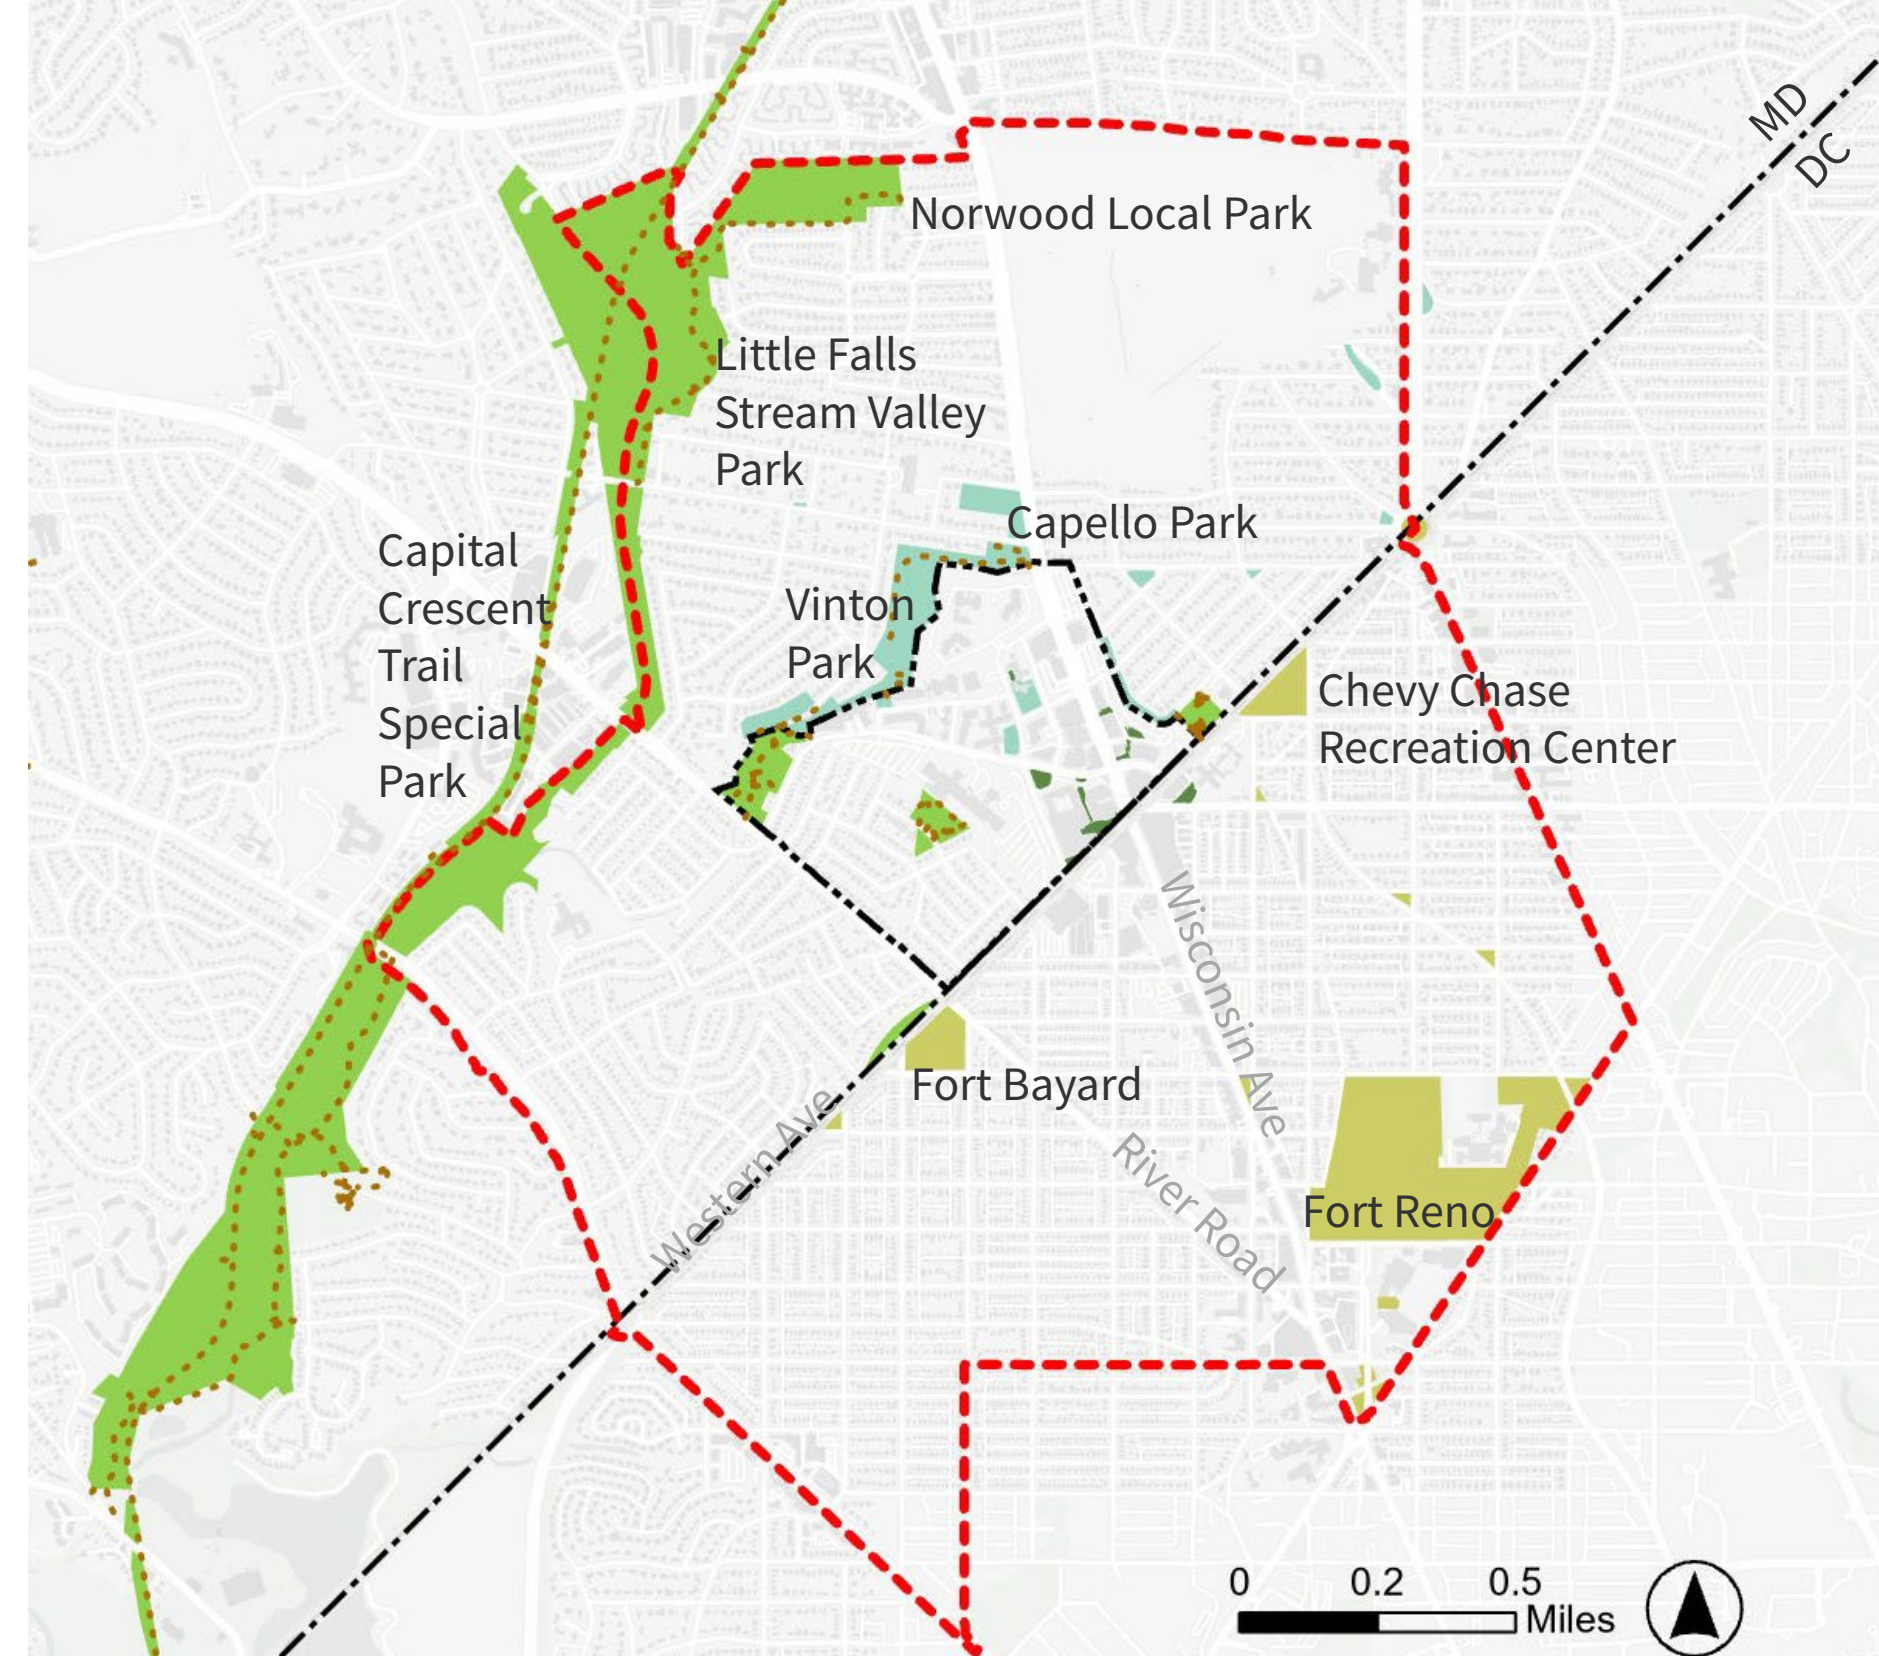 MD
DC
Norwood Local Park
Little Falls
Stream Valley
Park
Capello Park
Capital
Crescent
Trail
Special
Park
Vinton
Park
Chevy Chase
Recreation Center
Wisconsin Ave
Fort Bayard
Western Ave
River Road
Fort Reno
0 0.2 0.5
Miles